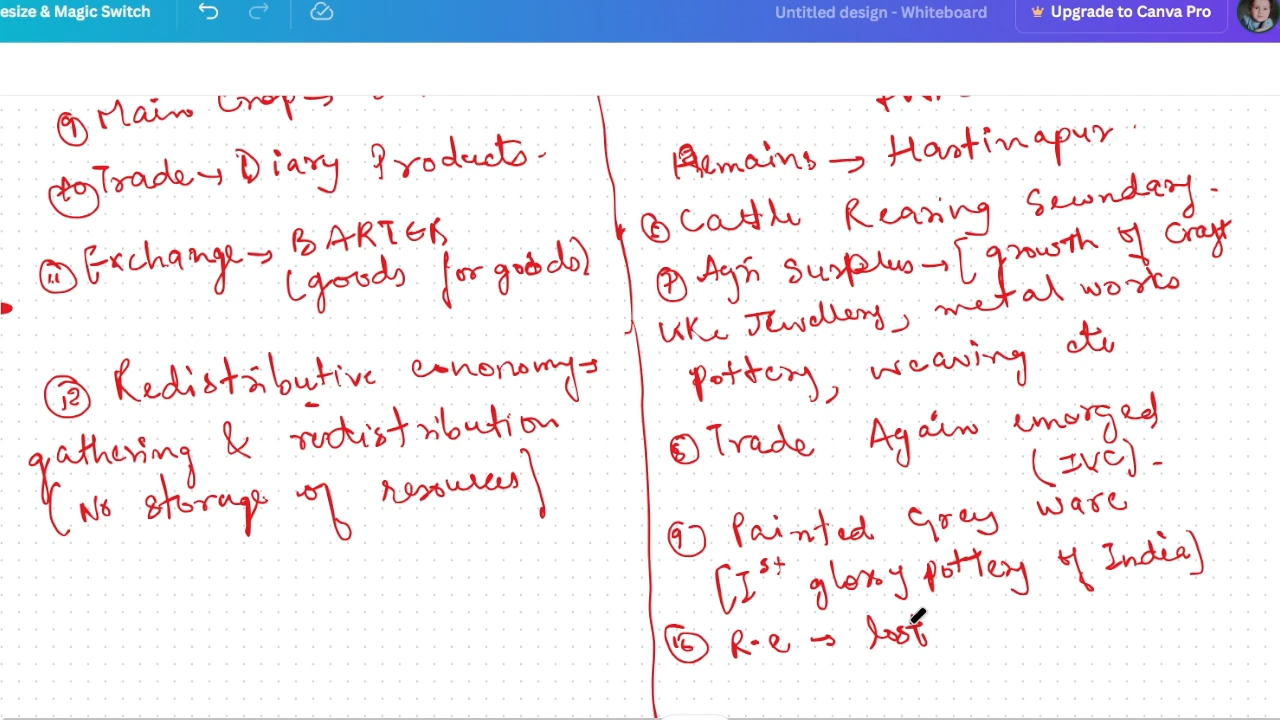 esize & Magic Switch
Untitled design - Whiteboard
Upgrade to Canva Pro
9 Main Crop→
10 Trade → Diary Products.
11 Exchange → BARTER
(goods for goods)
12 Redistributive economomy→
gathering & redistribution
[No storage of resources]
Remains → Hastinapur.
6 Cattle Rearing Secondary.
7 Agri Surplus → [growth of Craft
like Jewellery, metal works
pottery, weaving etc
8 Trade Again emerged
(IVC).
9 Painted Grey ware
[Ist glossy pottery of India]
10 R-e → lost